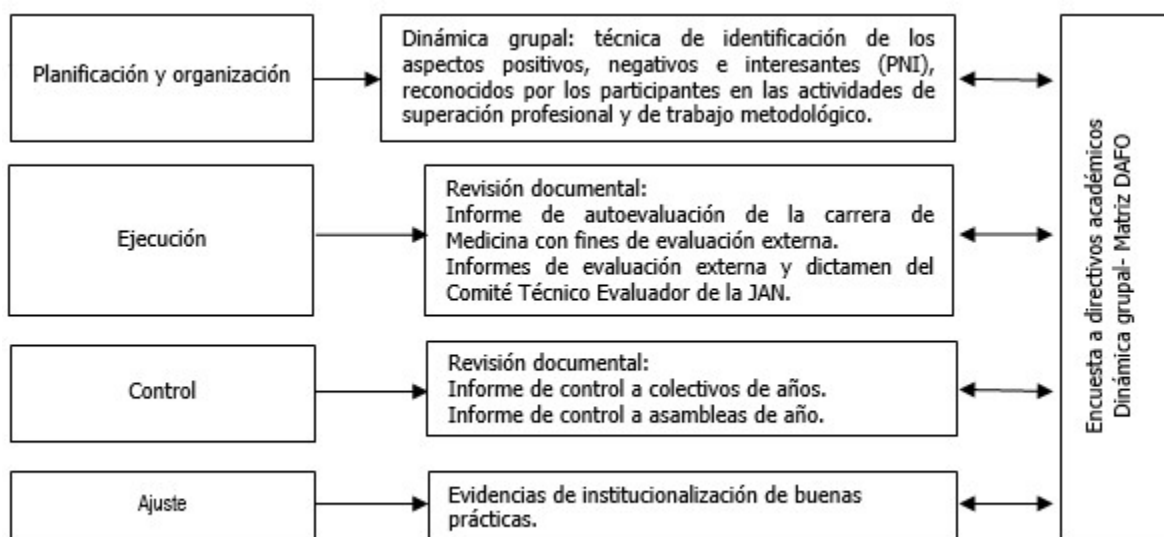 Planificación y organización
Dinámica grupal: técnica de identificación de los
aspectos positivos, negativos e interesantes (PNI),
reconocidos por los participantes en las actividades de
superación profesional y de trabajo metodológico.
Ejecución
Revisión documental:
Informe de autoevaluación de la carrera de
Medicina con fines de evaluación externa.
Informes de evaluación externa y dictamen del
Comité Técnico Evaluador de la JAN.
Control
Revisión documental:
Informe de control a colectivos de años.
Informe de control a asambleas de año.
Ajuste
Evidencias de institucionalización de buenas
prácticas.
Encuesta a directivos académicos
Dinámica grupal- Matriz DAFO